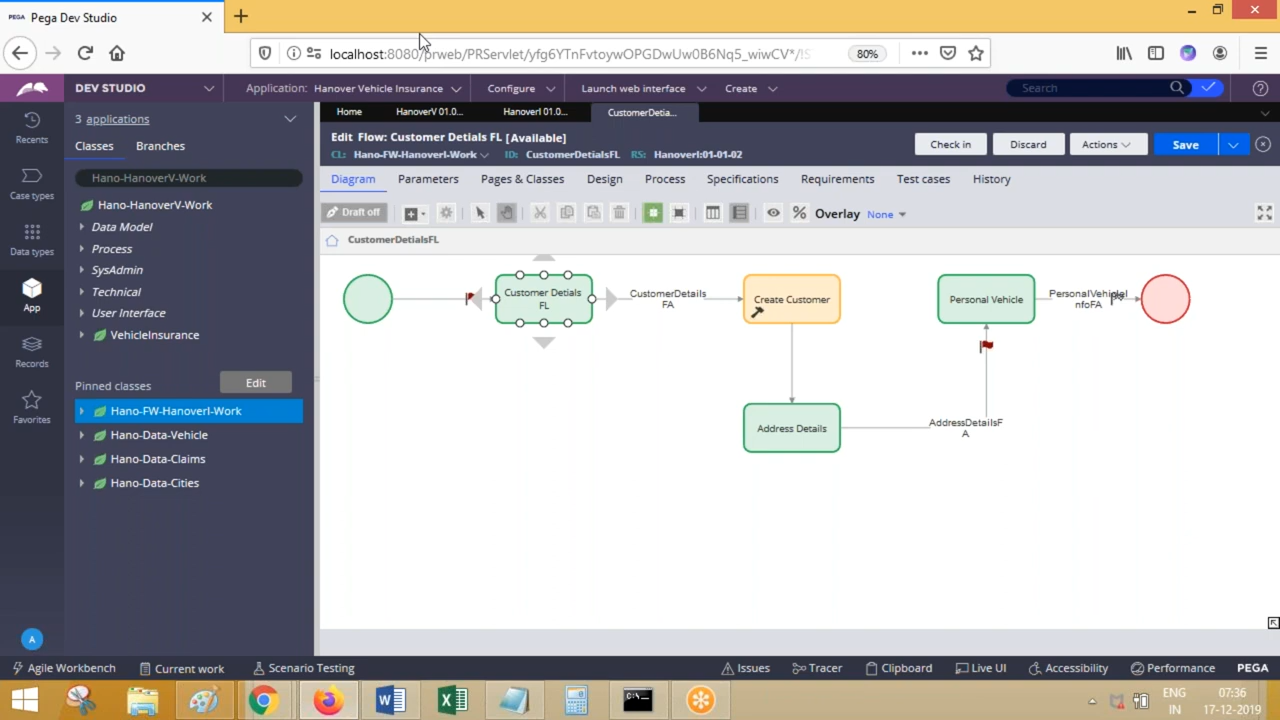 PEGA Pega Dev Studio
localhost:8080/prweb/PRServlet/yfg6YTnFvtoywOPGDwUw0B6Nq5_wiwCV*/!S
80%
DEV STUDIO
Application: Hanover Vehicle Insurance
Configure
Launch web interface
Create
Search
Recents
Case types
Data types
App
Records
Favorites
A
3 applications
Classes
Branches
Hano-HanoverV-Work
Hano-HanoverV-Work
Data Model
Process
SysAdmin
Technical
User Interface
VehicleInsurance
Pinned classes
Edit
Hano-FW-HanoverI-Work
Hano-Data-Vehicle
Hano-Data-Claims
Hano-Data-Cities
Home
HanoverV 01.0...
HanoverI 01.0...
CustomerDetia...
Edit Flow: Customer Detials FL [Available]
CL: Hano-FW-HanoverI-Work ID: CustomerDetialsFL RS: HanoverI:01-01-02
Check in
Discard
Actions
Save
Diagram
Parameters
Pages & Classes
Design
Process
Specifications
Requirements
Test cases
History
Draft off
Overlay None
CustomerDetialsFL
Customer Detials
FL
CustomerDetails
FA
Create Customer
Address Details
AddressDetailsF
A
Personal Vehicle
PersonalVehicleI
nfoFA
Agile Workbench
Current work
Scenario Testing
Issues
Tracer
Clipboard
Live UI
Accessibility
Performance
PEGA
ENG
IN
07:36
17-12-2019